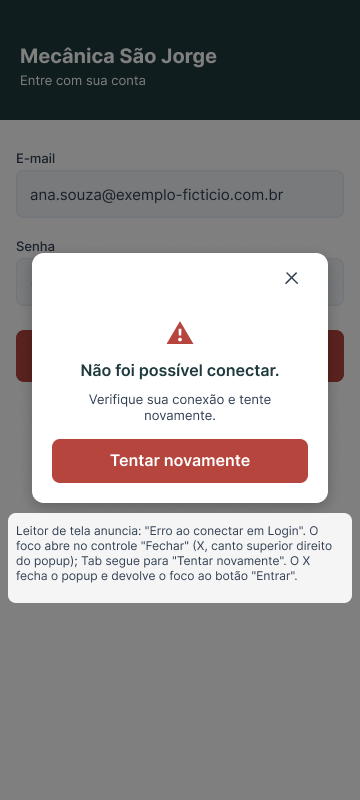 Mecânica São Jorge
Entre com sua conta
E-mail
ana.souza@exemplo-ficticio.com.br
Senha
Não foi possível conectar.
Verifique sua conexão e tente
novamente.
Tentar novamente
Leitor de tela anuncia: "Erro ao conectar em Login". O
foco abre no controle "Fechar" (X, canto superior direito
do popup); Tab segue para "Tentar novamente". O X
fecha o popup e devolve o foco ao botão "Entrar".